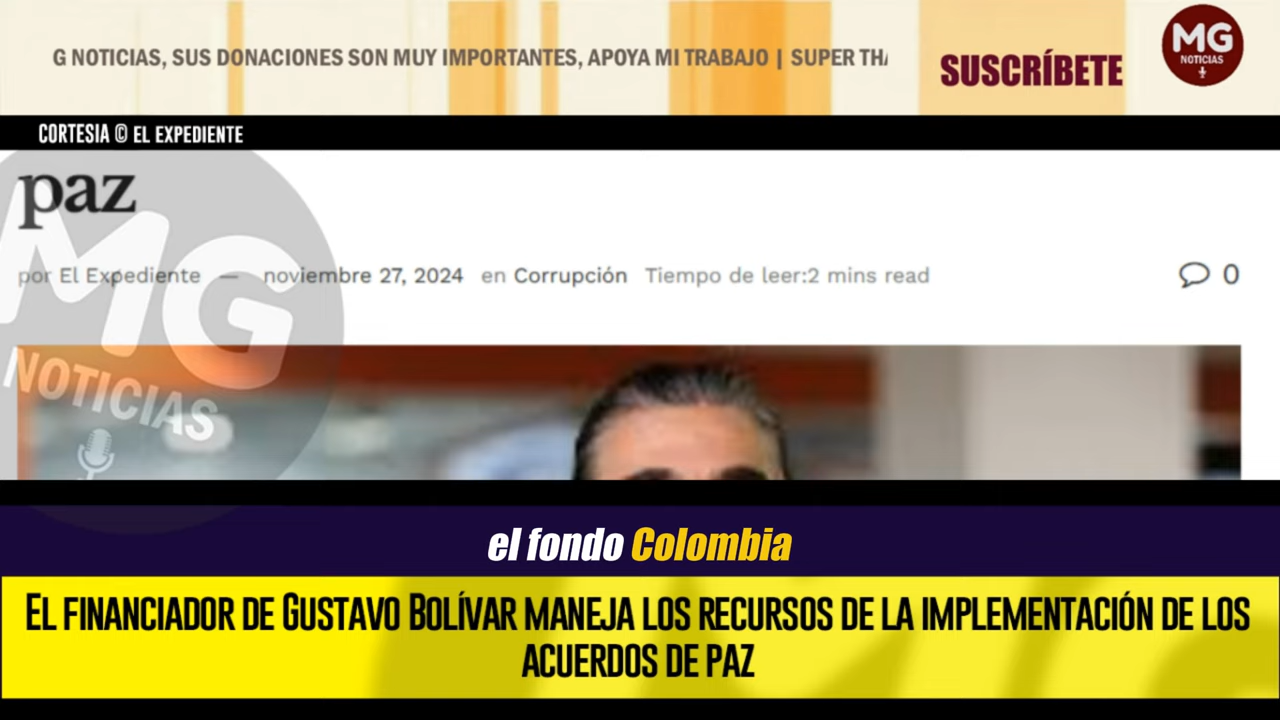 G NOTICIAS, SUS DONACIONES SON MUY IMPORTANTES, APOYA MI TRABAJO | SUPER THA
SUSCRÍBETE
MG
NOTICIAS
CORTESIA © EL EXPEDIENTE
paz
por El Expediente — noviembre 27, 2024 en Corrupción Tiempo de leer:2 mins read
0
MG
NOTICIAS
el fondo Colombia
EL FINANCIADOR DE GUSTAVO BOLÍVAR MANEJA LOS RECURSOS DE LA IMPLEMENTACIÓN DE LOS
ACUERDOS DE PAZ